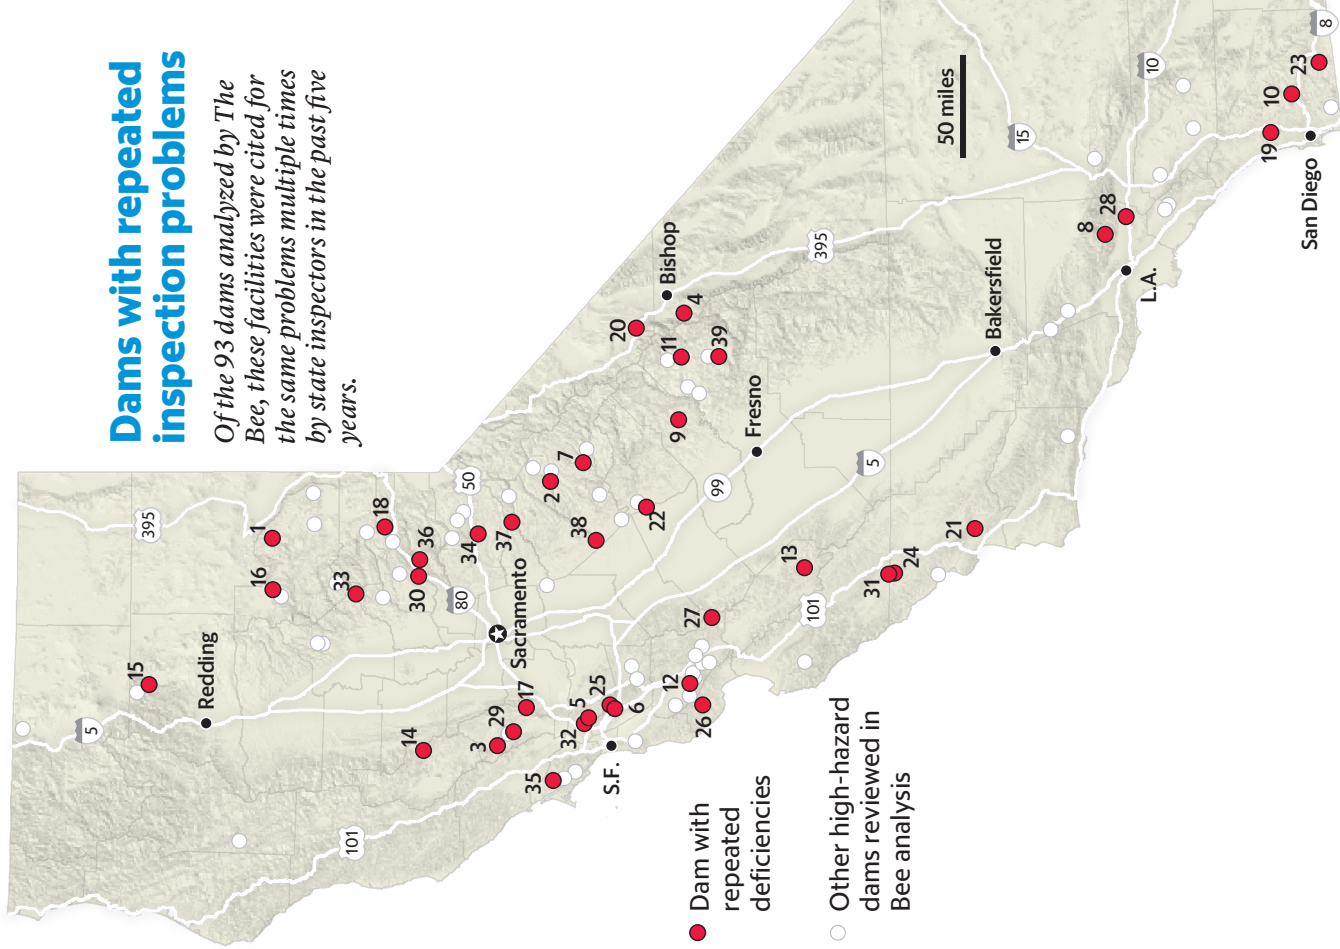 Dams with repeated
inspection problems
Of the 93 dams analyzed by The
Bee, these facilities were cited for
the same problems multiple times
by state inspectors in the past five
years.
5
395
15
Redding
1
16
33
18
36
30
80
50
34
37
Sacramento
14
101
3
29
17
35
32
5
25
6
S.F.
2
7
38
22
20
Bishop
11
4
39
9
Fresno
99
395
5
12
26
27
13
101
31
24
21
Bakersfield
50 miles
15
8
28
L.A.
10
19
10
23
8
San Diego
Dam with
repeated
deficiencies
Other high-hazard
dams reviewed in
Bee analysis